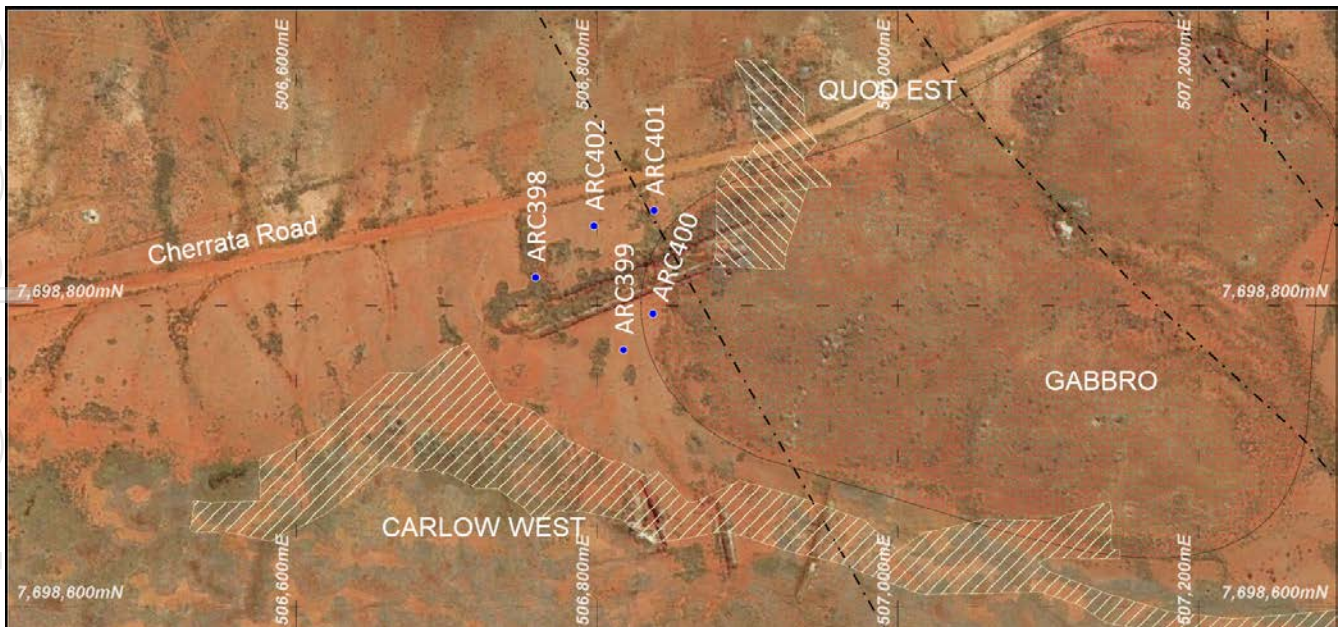 506,600mE
506,800mE
507,000mE
507,200mE
QUOD EST
ARC401
ARC402
ARC398
ARC400
ARC399
Cherrata Road
7,698,800mN
7,698,800mN
GABBRO
CARLOW WEST
506,600mE
506,800mE
507,000mE
507,200mE
7,698,600mN
7,698,600mN